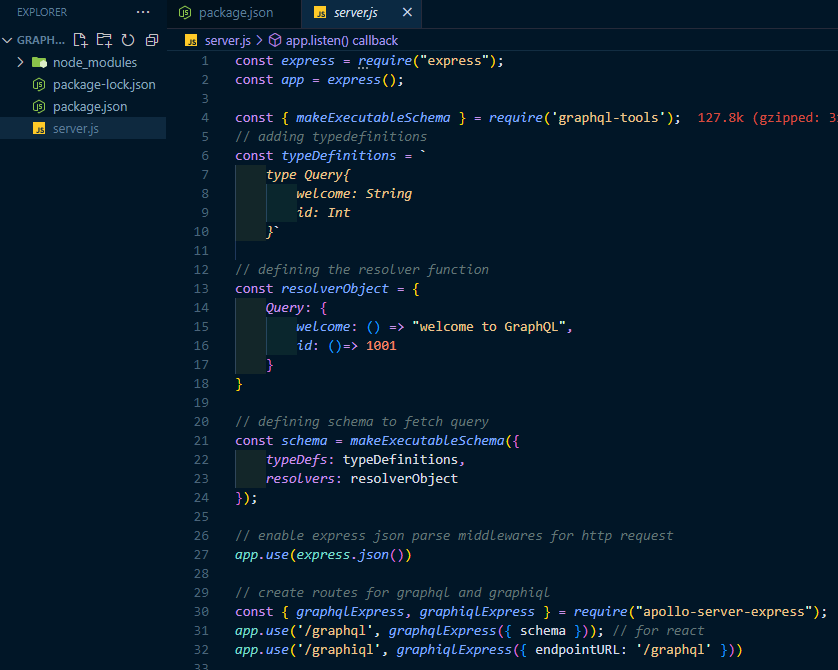 EXPLORER ···
package.json
JS server.js ×
GRAPH...
JS server.js > app.listen() callback
node_modules
package-lock.json
package.json
JS server.js
1 const express = require("express");
2 const app = express();
3
4 const { makeExecutableSchema } = require('graphql-tools'); 127.8k (gzipped: 3
5 // adding typedefinitions
6 const typeDefinitions = `
7 type Query{
8 welcome: String
9 id: Int
10 }`
11
12 // defining the resolver function
13 const resolverObject = {
14 Query: {
15 welcome: () => "welcome to GraphQL",
16 id: ()=> 1001
17 }
18 }
19
20 // defining schema to fetch query
21 const schema = makeExecutableSchema({
22 typeDefs: typeDefinitions,
23 resolvers: resolverObject
24 });
25
26 // enable express json parse middlewares for http request
27 app.use(express.json())
28
29 // create routes for graphql and graphiql
30 const { graphqlExpress, graphiqlExpress } = require("apollo-server-express");
31 app.use('/graphql', graphqlExpress({ schema })); // for react
32 app.use('/graphiql', graphiqlExpress({ endpointURL: '/graphql' }))
33